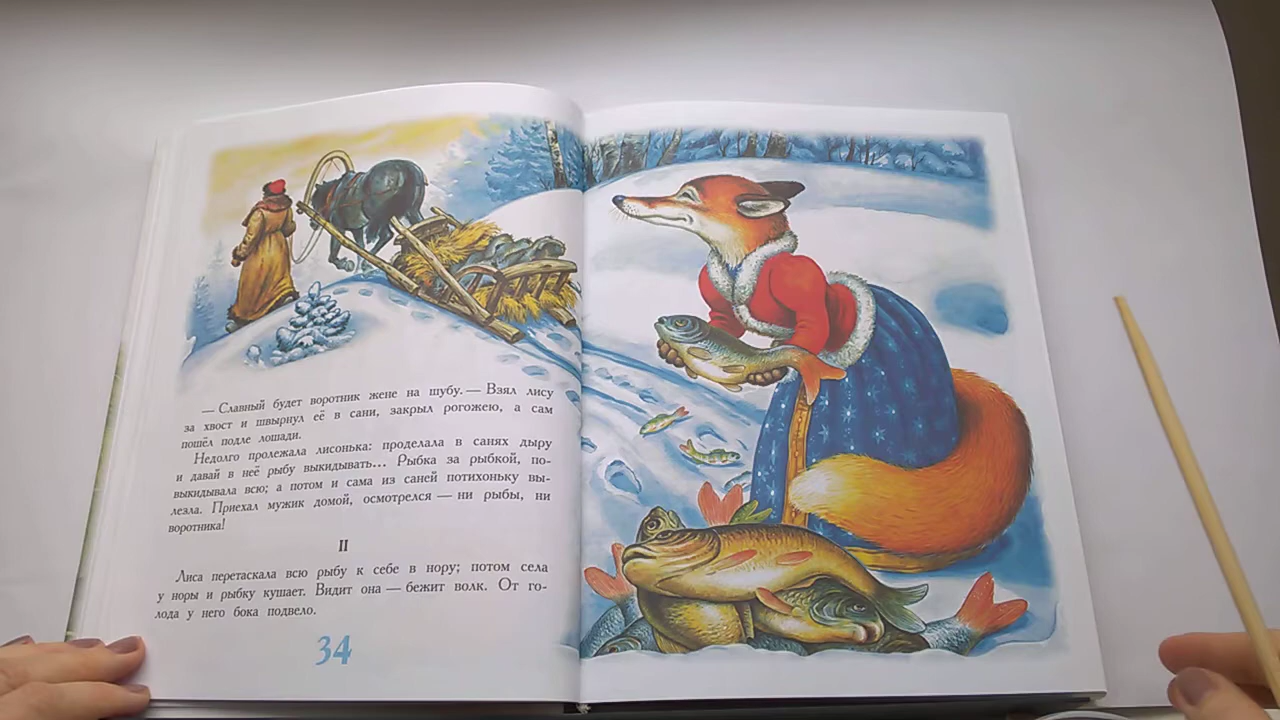 — Славный будет воротник жене на шубу. — Взял лису
за хвост и швырнул её в сани, закрыл рогожею, а сам
пошёл подле лошади.
Недолго пролежала лисонька: проделала в санях дыру
и давай в неё рыбу выкидывать... Рыбка за рыбкой, по-
выкидывала всю; а потом и сама из саней потихоньку вы-
лезла. Приехал мужик домой, осмотрелся — ни рыбы, ни
воротника!
II
Лиса перетаскала всю рыбу к себе в нору; потом села
у норы и рыбку кушает. Видит она — бежит волк. От го-
лода у него бока подвело.
34